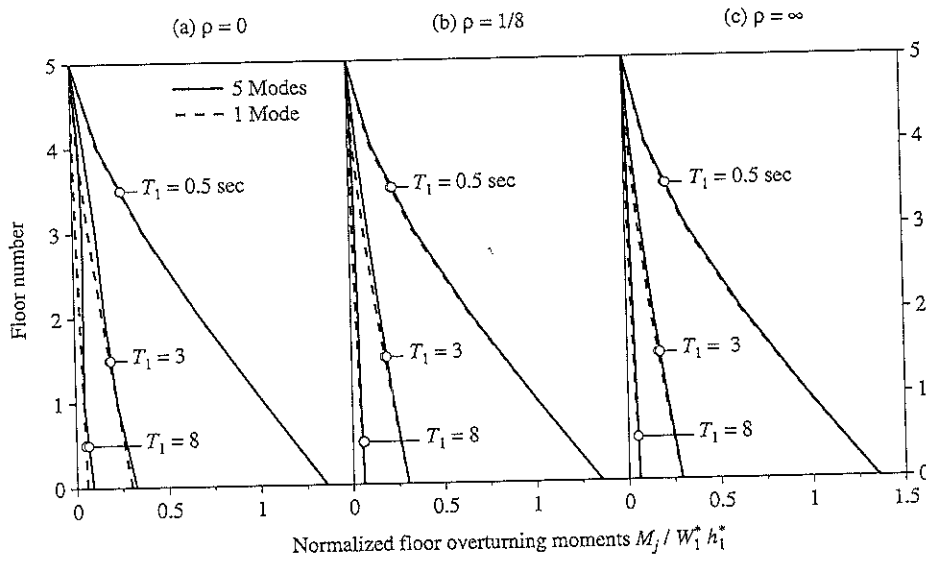 (a) ρ = 0
(b) ρ = 1/8
(c) ρ = ∞
5
4
3
2
1
0
Floor number
5 Modes
1 Mode
T₁ = 0.5 sec
T₁ = 3
T₁ = 8
T₁ = 0.5 sec
T₁ = 3
T₁ = 8
T₁ = 0.5 sec
T₁ = 3
T₁ = 8
5
4
3
2
1
0
0 0.5 1 0 0.5 1 0 0.5 1 1.5
Normalized floor overturning moments Mⱼ / W₁* h₁*